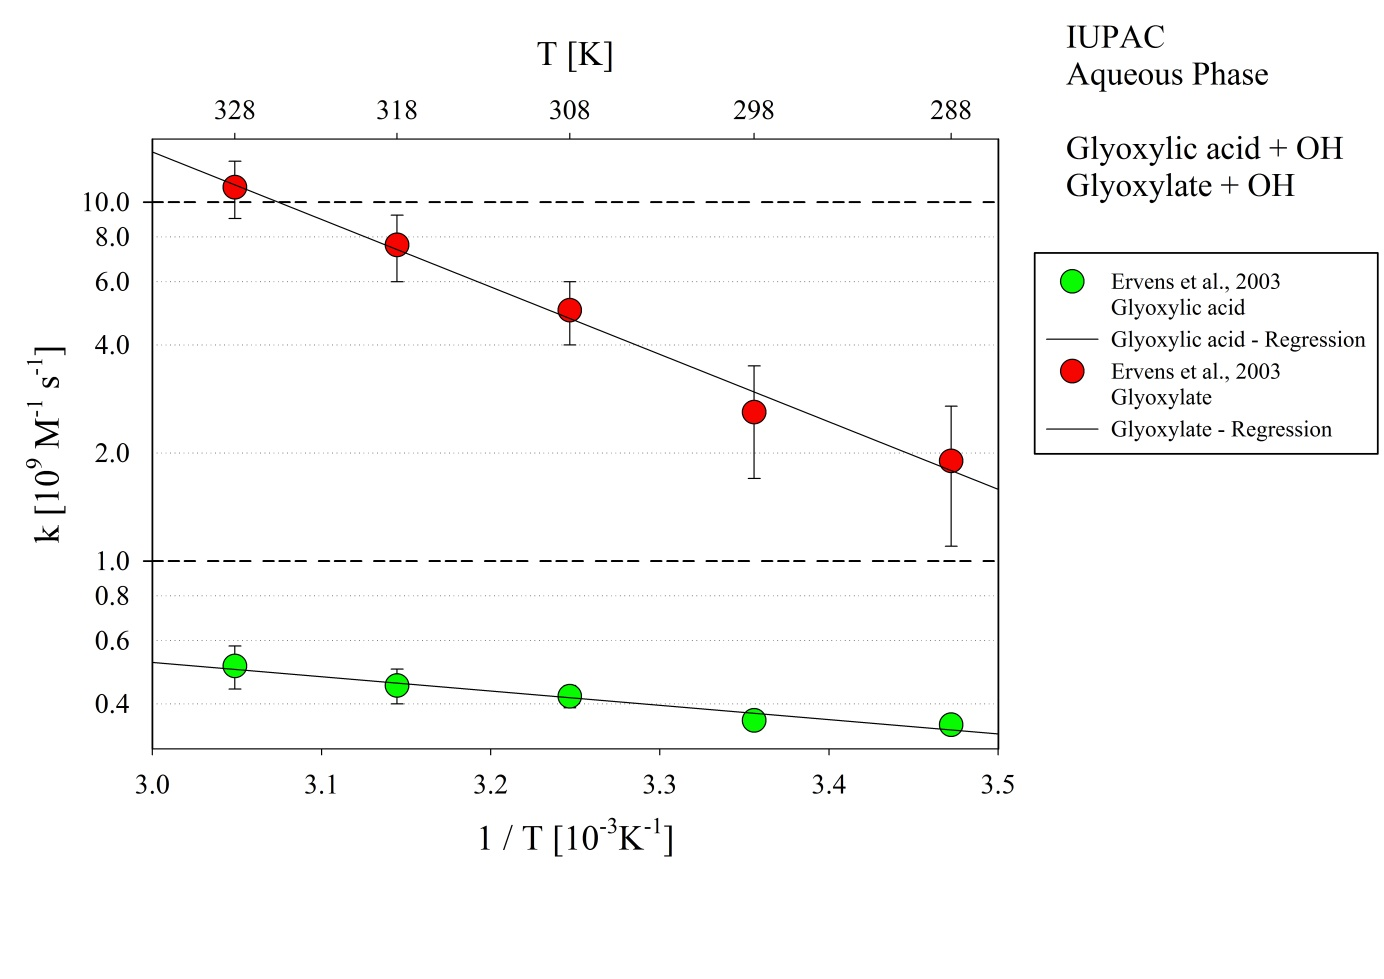 IUPAC
Aqueous Phase
Glyoxylic acid + OH
Glyoxylate + OH
T [K]
328 318 308 298 288
10.0
8.0
6.0
4.0
2.0
1.0
0.8
0.6
0.4
k [10⁹ M⁻¹ s⁻¹]
3.0 3.1 3.2 3.3 3.4 3.5
1 / T [10⁻³K⁻¹]
Ervens et al., 2003
Glyoxylic acid
Glyoxylic acid - Regression
Ervens et al., 2003
Glyoxylate
Glyoxylate - Regression